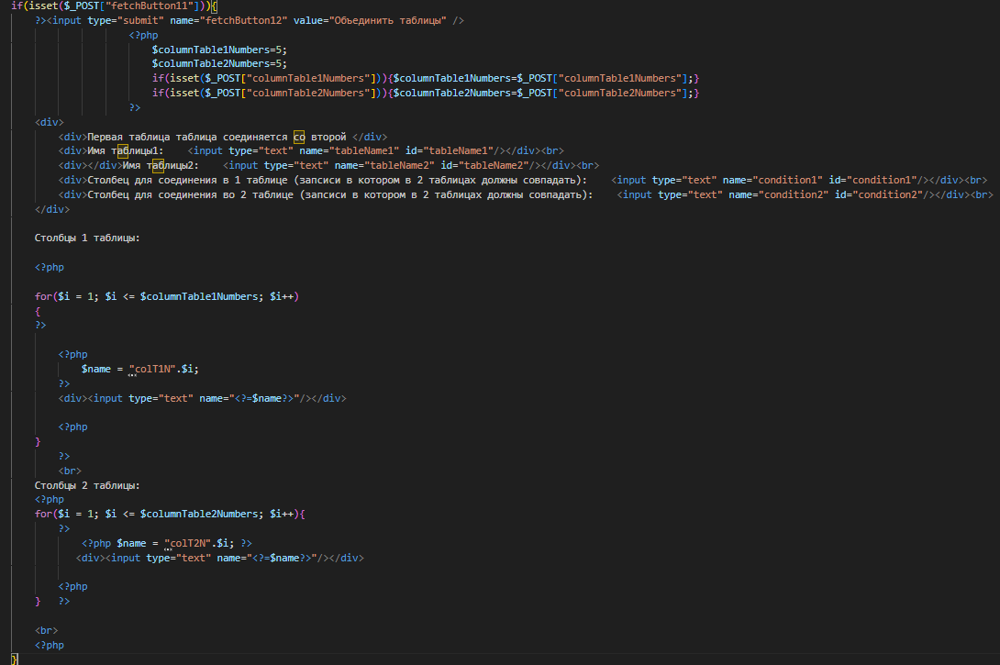 if(isset($_POST["fetchButton11"])){
?><input type="submit" name="fetchButton12" value="Объединить таблицы" />
<?php
$columnTable1Numbers=5;
$columnTable2Numbers=5;
if(isset($_POST["columnTable1Numbers"])){$columnTable1Numbers=$_POST["columnTable1Numbers"];}
if(isset($_POST["columnTable2Numbers"])){$columnTable2Numbers=$_POST["columnTable2Numbers"];}
?>
<div>
<div>Первая таблица таблица соединяется со второй </div>
<div>Имя таблицы1: <input type="text" name="tableName1" id="tableName1"/></div><br>
<div></div>Имя таблицы2: <input type="text" name="tableName2" id="tableName2"/></div><br>
<div>Столбец для соединения в 1 таблице (запсиси в котором в 2 таблицах должны совпадать): <input type="text" name="condition1" id="condition1"/></div><br>
<div>Столбец для соединения во 2 таблице (запсиси в котором в 2 таблицах должны совпадать): <input type="text" name="condition2" id="condition2"/></div><br>
</div>
Столбцы 1 таблицы:
<?php
for($i = 1; $i <= $columnTable1Numbers; $i++)
{
?>
<?php
$name = "colT1N".$i;
?>
<div><input type="text" name="<?=$name?>"/></div>
<?php
}
?>
<br>
Столбцы 2 таблицы:
<?php
for($i = 1; $i <= $columnTable2Numbers; $i++){
?>
<?php $name = "colT2N".$i; ?>
<div><input type="text" name="<?=$name?>"/></div>
<?php
} ?>
<br>
<?php
}